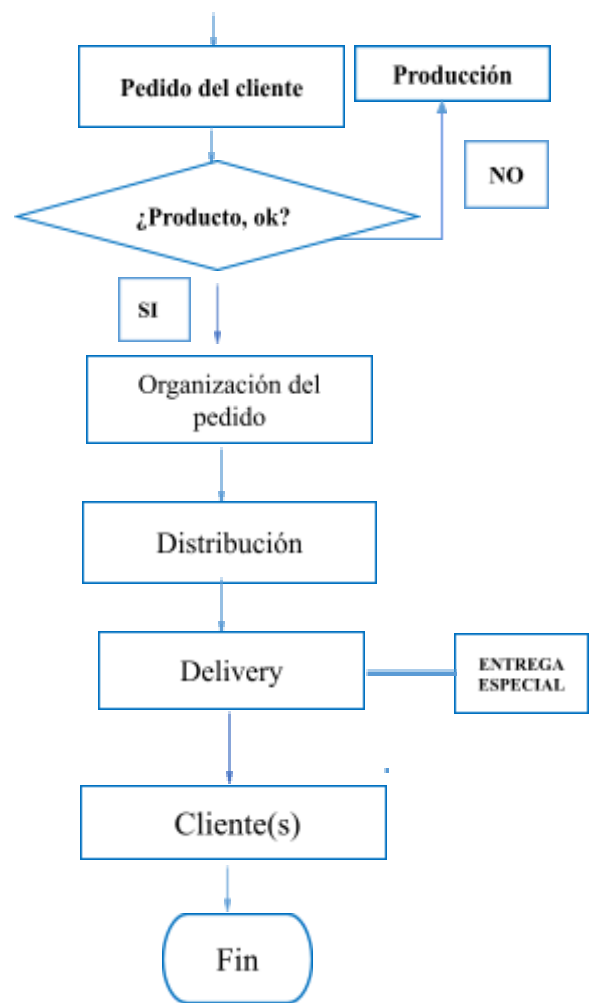 Pedido del cliente
Producción
NO
¿Producto, ok?
SI
Organización del
pedido
Distribución
Delivery
ENTREGA
ESPECIAL
Cliente(s)
Fin